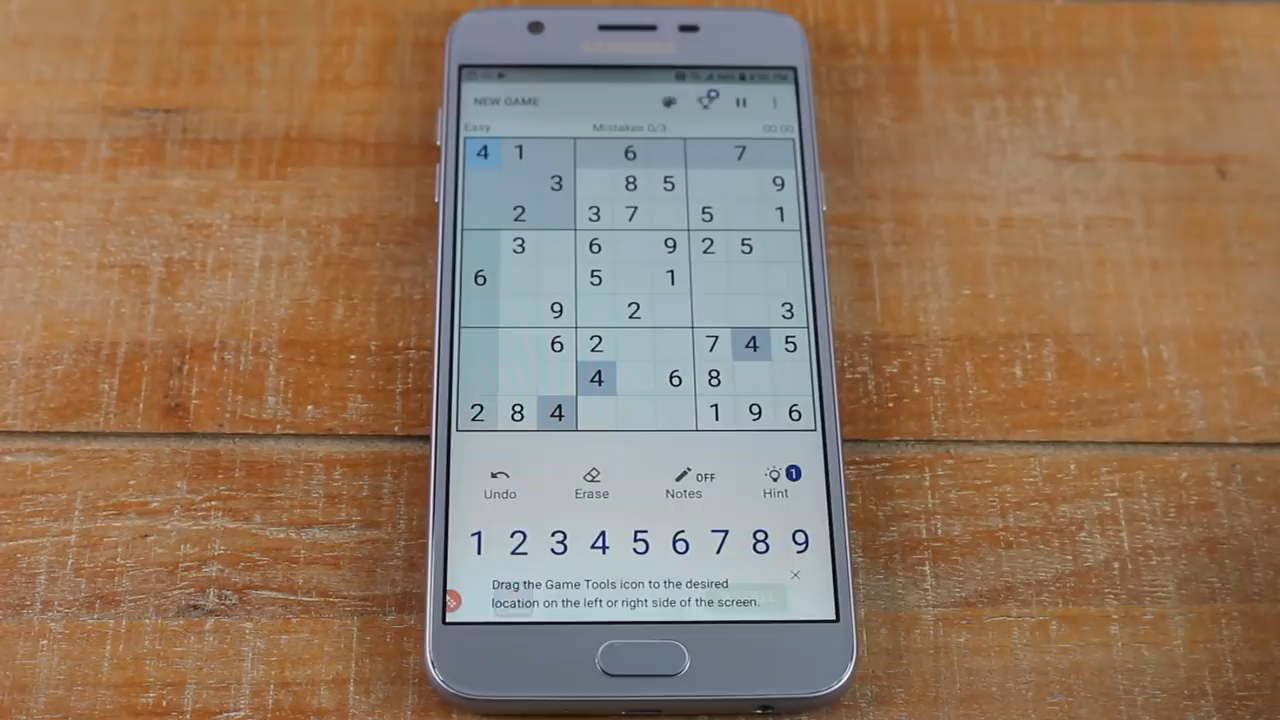 NEW GAME
Easy Mistakes 0/3 00:00
4 1 6 7
3 8 5 9
2 3 7 5 1
3 6 9 2 5
6 5 1
9 2 3
6 2 7 4 5
4 6 8
2 8 4 1 9 6
1
OFF
Undo Erase Notes Hint
1 2 3 4 5 6 7 8 9
Drag the Game Tools icon to the desired
location on the left or right side of the screen.